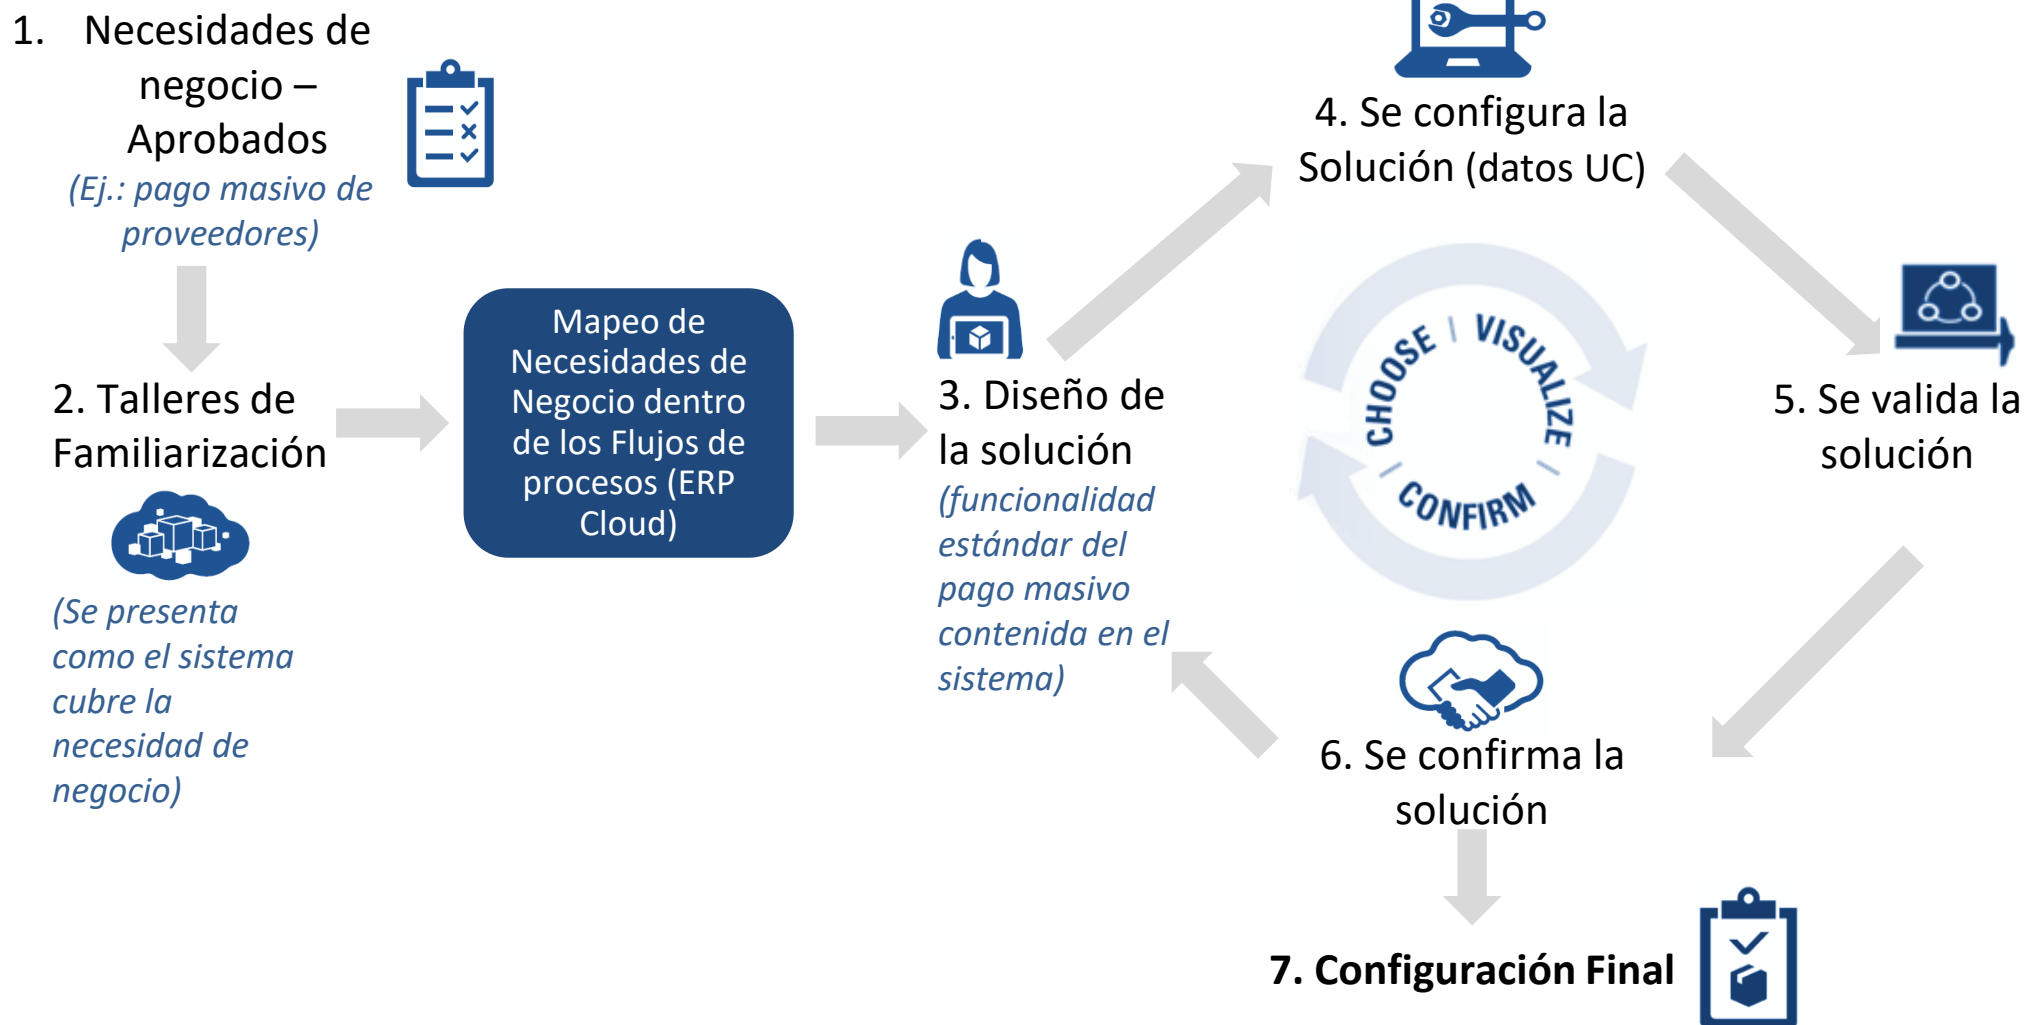 1. Necesidades de
negocio –
Aprobados
(Ej.: pago masivo de
proveedores)
2. Talleres de
Familiarización
(Se presenta
como el sistema
cubre la
necesidad de
negocio)
Mapeo de
Necesidades de
Negocio dentro
de los Flujos de
procesos (ERP
Cloud)
3. Diseño de
la solución
(funcionalidad
estándar del
pago masivo
contenida en el
sistema)
4. Se configura la
Solución (datos UC)
CHOOSE | VISUALIZE | CONFIRM |
5. Se valida la
solución
6. Se confirma la
solución
7. Configuración Final